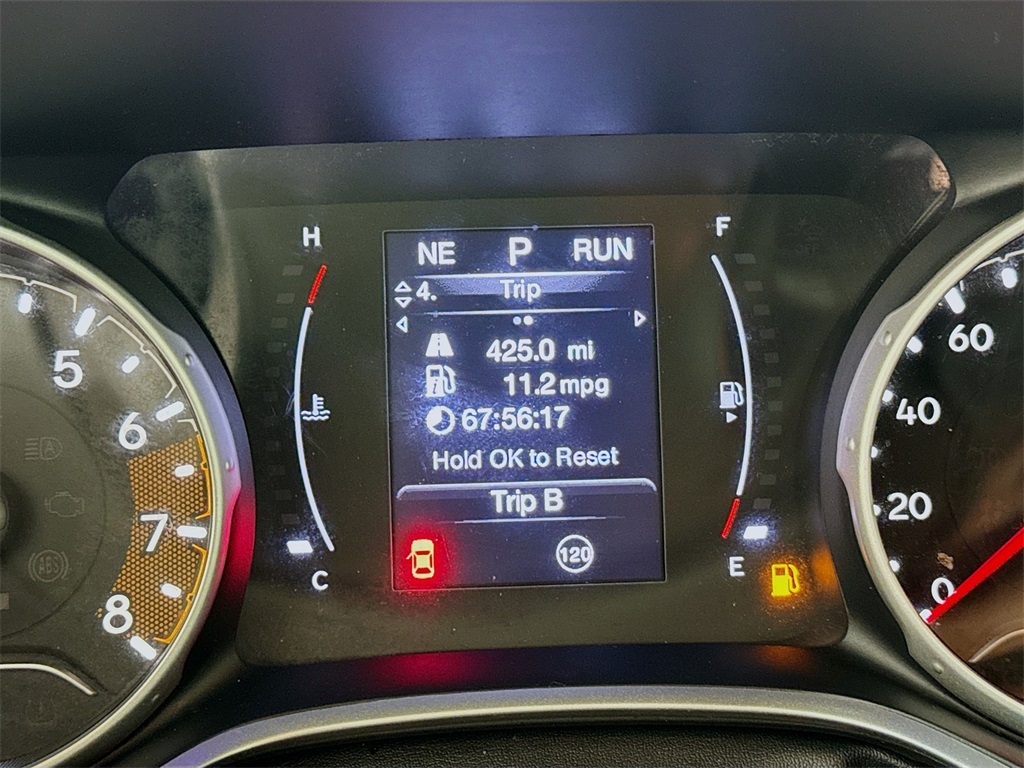 H
F
NE P RUN
4. Trip
425.0 mi
11.2 mpg
67:56:17
Hold OK to Reset
Trip B
120
C
E
5
6
7
8
60
40
20
0
A
ABS